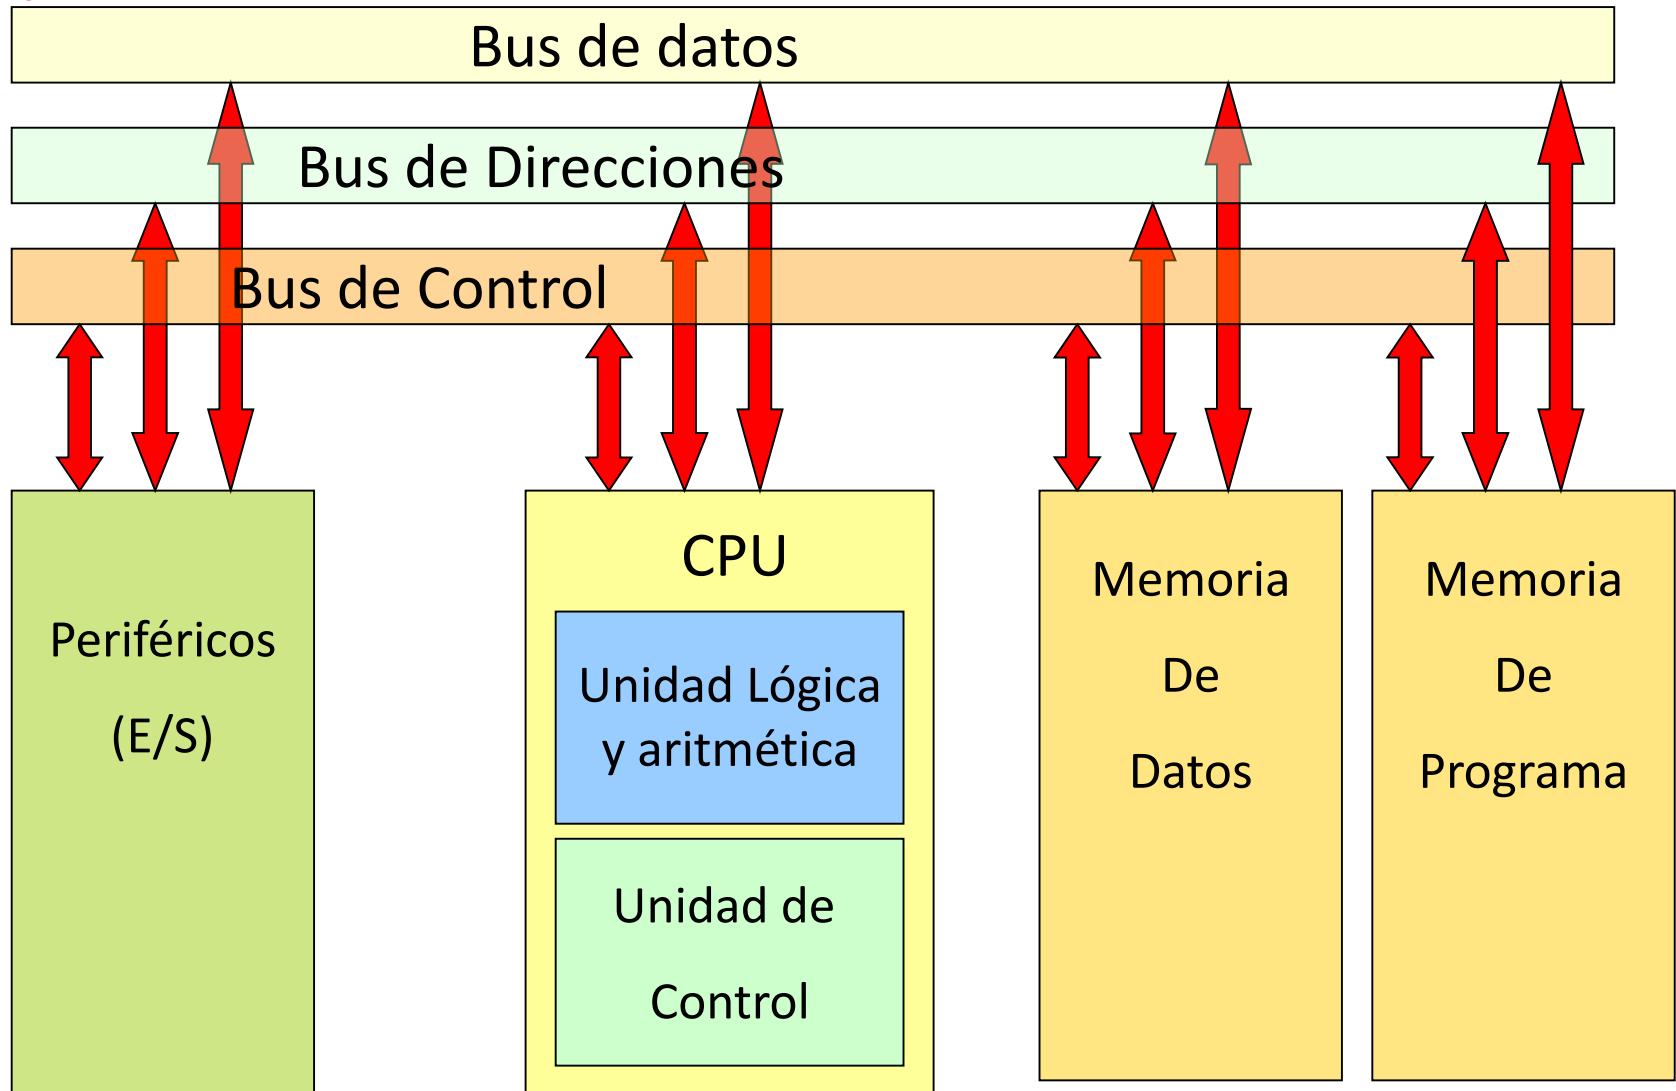 Bus de datos
Bus de Direcciones
Bus de Control
Periféricos
(E/S)
CPU
Unidad Lógica
y aritmética
Unidad de
Control
Memoria
De
Datos
Memoria
De
Programa